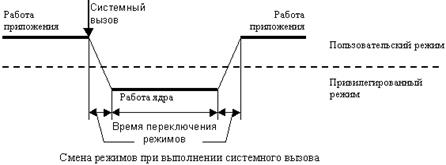 Работа
приложения
Системный
вызов
Работа
приложения
Пользовательский режим
Привилегированный
режим
Работа ядра
Время переключения
режимов
Смена режимов при выполнении системного вызова